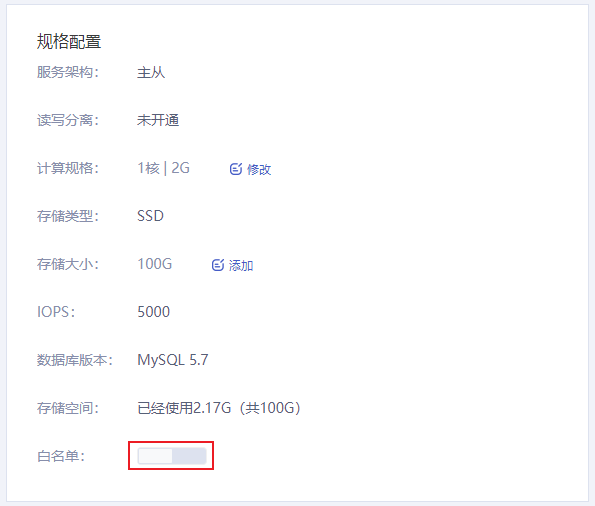 规格配置
服务架构： 主从
读写分离： 未开通
计算规格： 1核 | 2G 修改
存储类型： SSD
存储大小： 100G 添加
IOPS： 5000
数据库版本： MySQL 5.7
存储空间： 已经使用2.17G（共100G）
白名单：